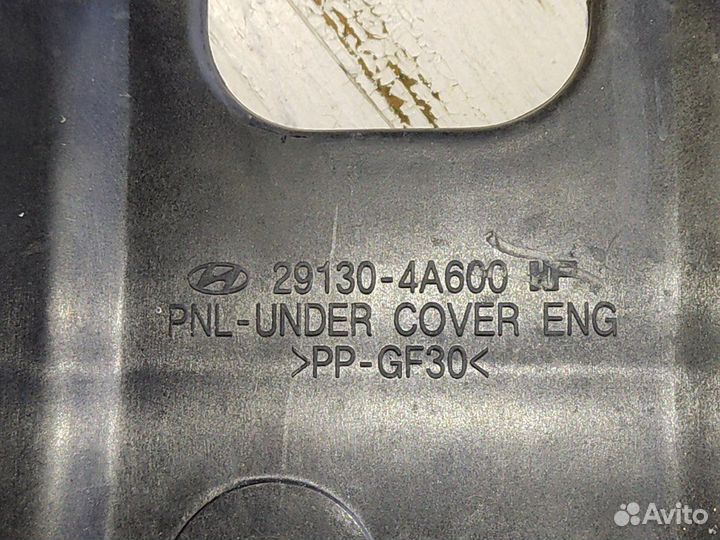 29130-4A600
PNL-UNDER COVER ENG
>PP-GF30<
Avito